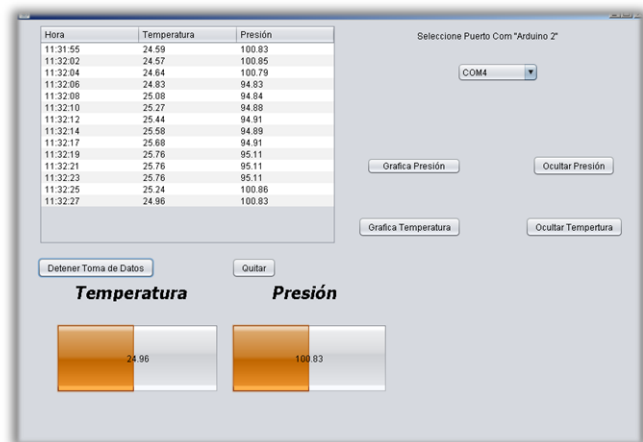 Hora Temperatura Presión
11:31:55 24.59 100.83
11:32:02 24.57 100.85
11:32:04 24.64 100.79
11:32:06 24.83 94.83
11:32:08 25.08 94.84
11:32:10 25.27 94.88
11:32:12 25.44 94.91
11:32:14 25.58 94.89
11:32:17 25.68 94.91
11:32:19 25.76 95.11
11:32:21 25.76 95.11
11:32:23 25.76 95.11
11:32:25 25.24 100.86
11:32:27 24.96 100.83
Seleccione Puerto Com "Arduino 2"
COM4
Grafica Presión Ocultar Presión
Grafica Temperatura Ocultar Tempertura
Detener Toma de Datos Quitar
Temperatura Presión
24.96 100.83